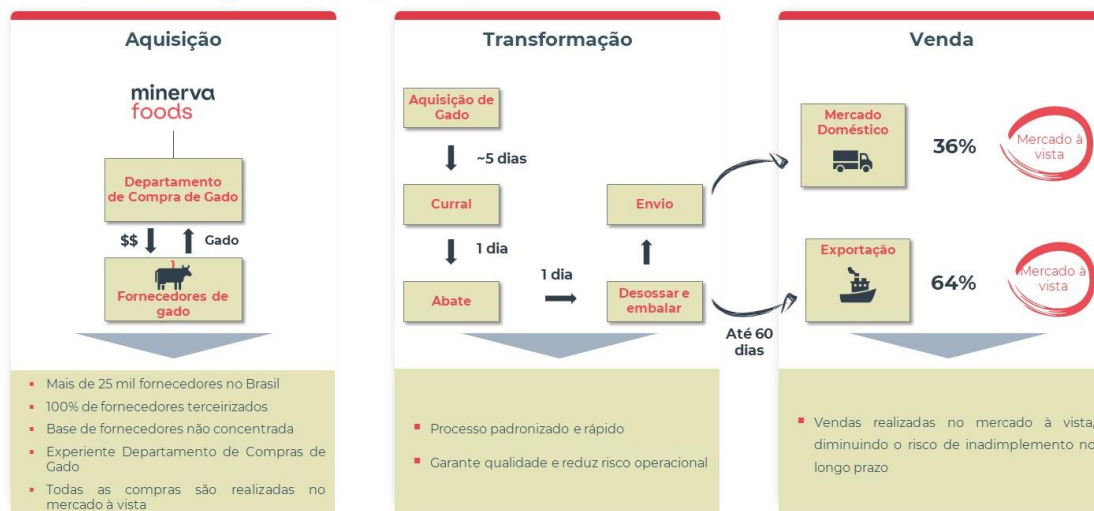 Aquisição
minerva
foods
Departamento
de Compra de Gado
$$
Gado
1
Fornecedores de
gado
Mais de 25 mil fornecedores no Brasil
100% de fornecedores terceirizados
Base de fornecedores não concentrada
Experiente Departamento de Compras de
Gado
Todas as compras são realizadas no
mercado à vista
Transformação
Aquisição de
Gado
~5 dias
Curral
1 dia
Abate
1 dia
Desossar e
embalar
Envio
Até 60
dias
Processo padronizado e rápido
Garante qualidade e reduz risco operacional
Venda
Mercado
Doméstico
36%
Mercado à
vista
Exportação
64%
Mercado à
vista
Vendas realizadas no mercado à vista,
diminuindo o risco de inadimplemento no
longo prazo